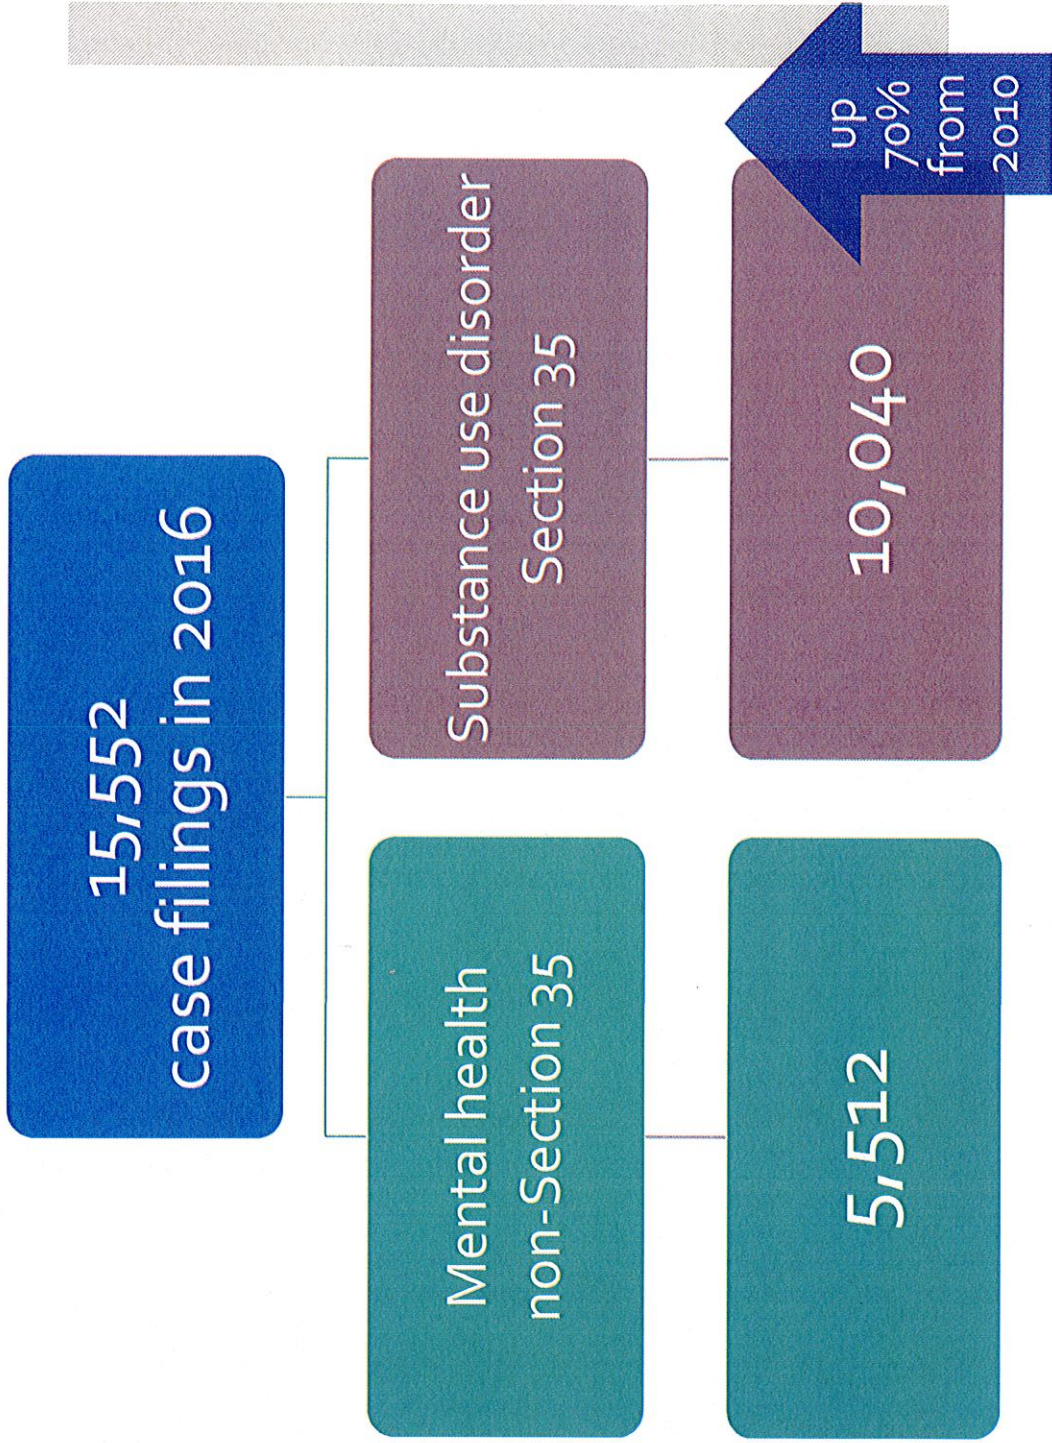 15,552
case filings in 2016
Mental health
non-Section 35
Substance use disorder
Section 35
5,512
10,040
up
70%
from
2010